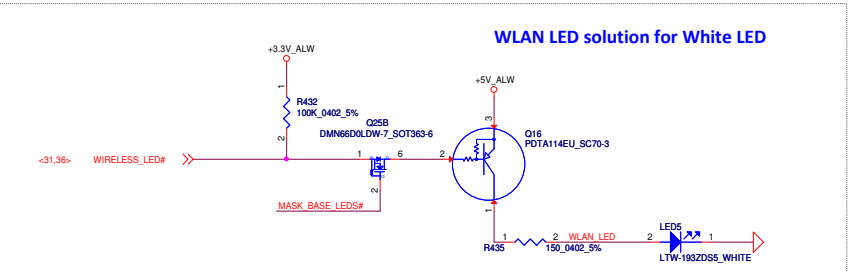 WLAN LED solution for White LED
+3.3V_ALW
+5V_ALW
1
R432
100K_0402_5%
2
Q25B
DMN66D0LDW-7_SOT363-6
3
Q16
PDTA114EU_SC70-3
<31,36> WIRELESS_LED#
1 6
2
2
MASK_BASE_LEDS#
1
R435
1 2
150_0402_5%
WLAN_LED
LED5
2 1
LTW-193ZDS5_WHITE